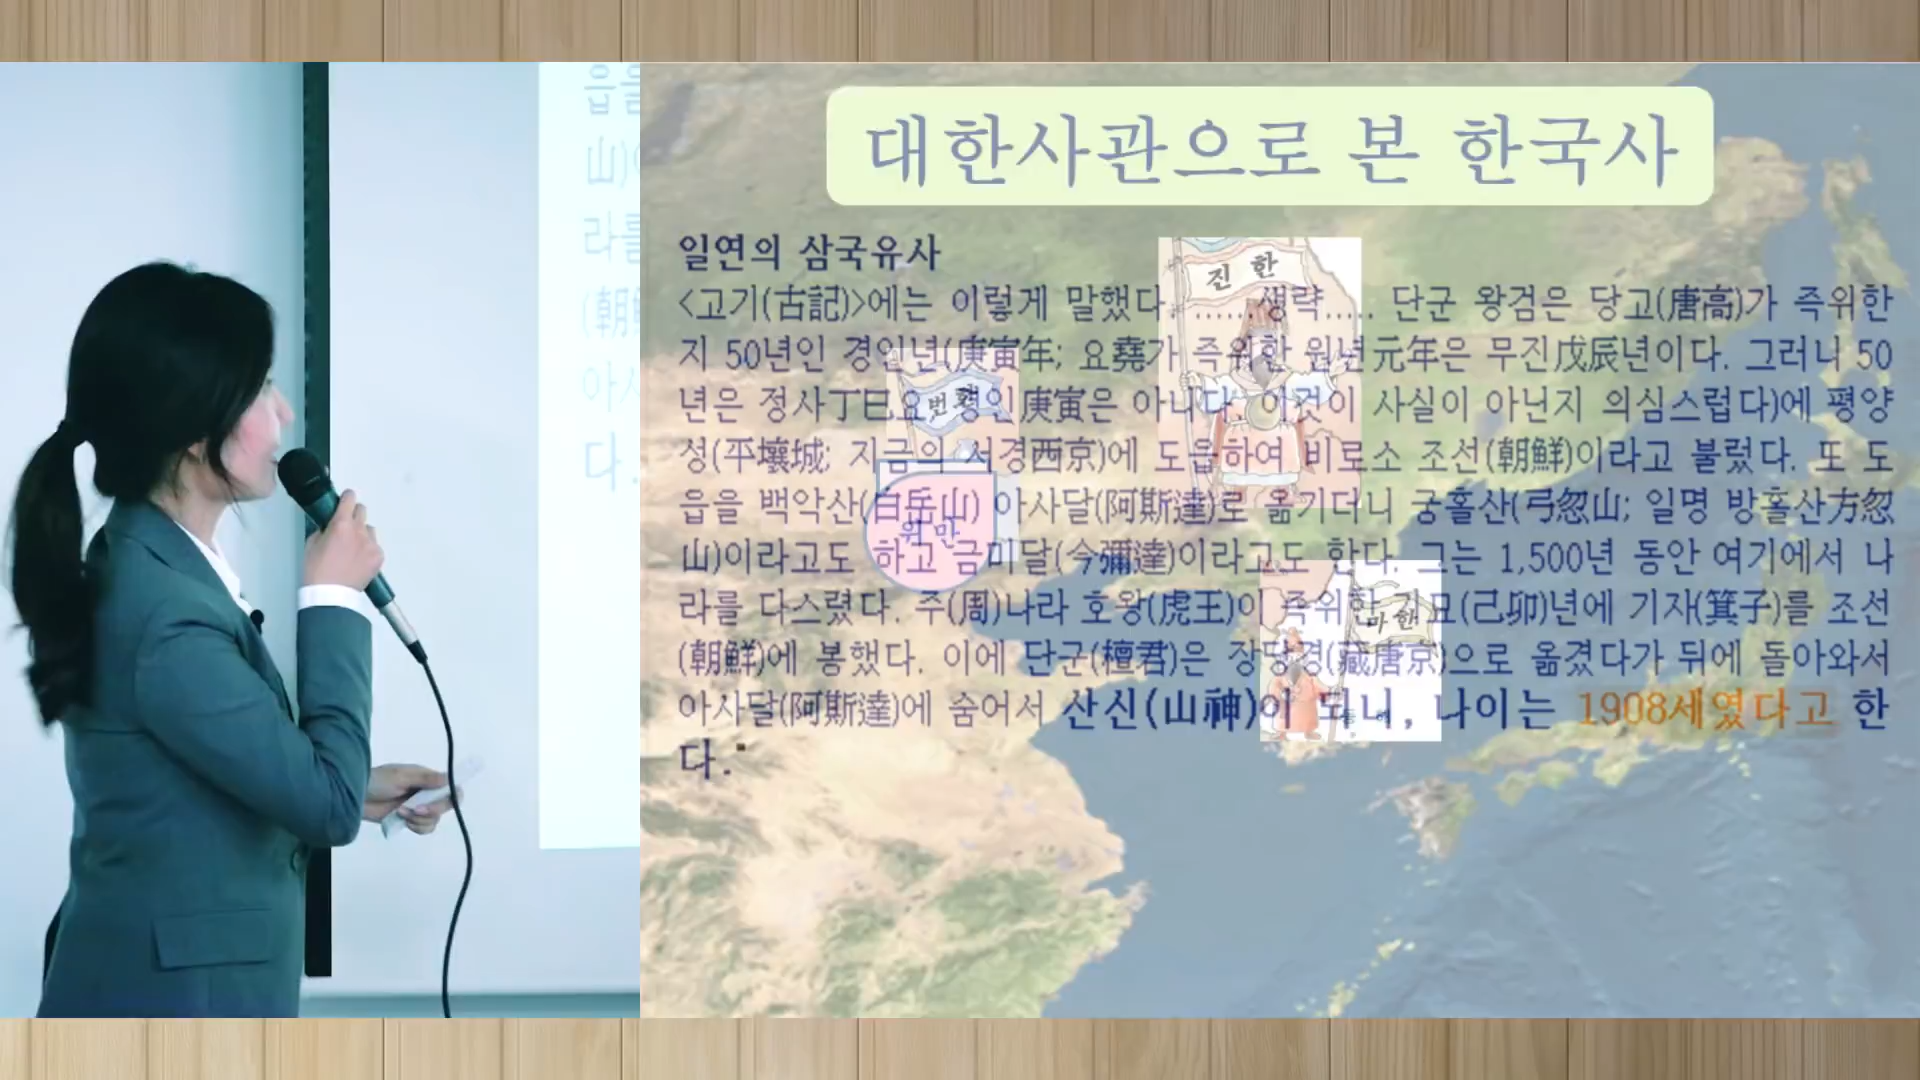 대한사관으로 본 한국사
일연의 삼국유사
<고기(古記)>에는 이렇게 말했다. ......생략..... 단군 왕검은 당고(唐高)가 즉위한
지 50년인 경인년(庚寅年; 요堯가 즉위한 원년元年은 무진戊辰년이다. 그러니 50
년은 정사丁巳요 경인庚寅은 아니다. 이것이 사실이 아닌지 의심스럽다)에 평양
성(平壤城; 지금의 서경西京)에 도읍하여 비로소 조선(朝鮮)이라고 불렀다. 또 도
읍을 백악산(白岳山) 아사달(阿斯達)로 옮기더니 궁홀산(弓忽山; 일명 방홀산方忽
山)이라고도 하고 금미달(今彌達)이라고도 한다. 그는 1,500년 동안 여기에서 나
라를 다스렸다. 주(周)나라 호왕(虎王)이 즉위한 기묘(己卯)년에 기자(箕子)를 조선
(朝鮮)에 봉했다. 이에 단군(檀君)은 장당경(藏唐京)으로 옮겼다가 뒤에 돌아와서
아사달(阿斯達)에 숨어서 산신(山神)이 되니, 나이는 1908세였다고 한
다.
진한
번한
위만
마한
읍을
山)이
라를
(朝鮮
아사
다.